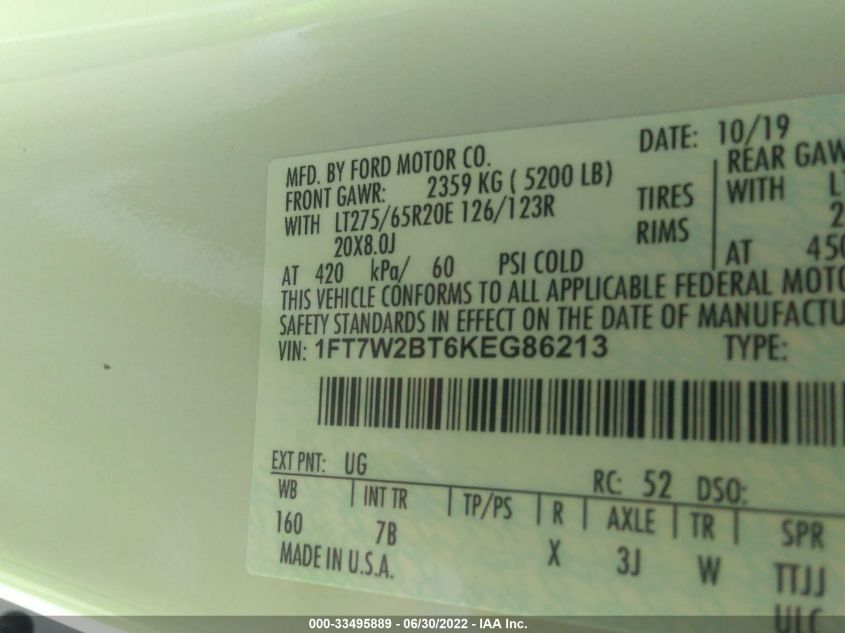 DATE: 10/19
MFD. BY FORD MOTOR CO.
FRONT GAWR: 2359 KG ( 5200 LB)
REAR GAW
WITH LT275/65R20E 126/123R TIRES
WITH
20X8.0J RIMS
AT 420 kPa/ 60 PSI COLD
AT 450
THIS VEHICLE CONFORMS TO ALL APPLICABLE FEDERAL MOTO
SAFETY STANDARDS IN EFFECT ON THE DATE OF MANUFACTU
VIN: 1FT7W2BT6KEG86213 TYPE:
EXT PNT: UG RC: 52 DSO:
WB INT TR TP/PS R AXLE TR SPR
160 7B X 3J W TTJJ
MADE IN U.S.A. ULC
000-33495889 - 06/30/2022 - IAA Inc.